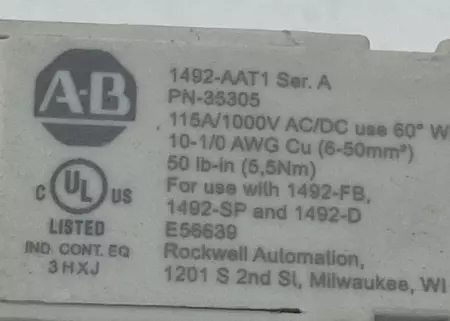 A-B
1492-AAT1 Ser. A
PN-35305
115A/1000V AC/DC use 60° W
10-1/0 AWG Cu (6-50mm²)
50 lb-in (5,5Nm)
For use with 1492-FB,
1492-SP and 1492-D
E56639
Rockwell Automation,
1201 S 2nd St, Milwaukee, WI
C UL US
LISTED
IND. CONT. EQ
3HXJ